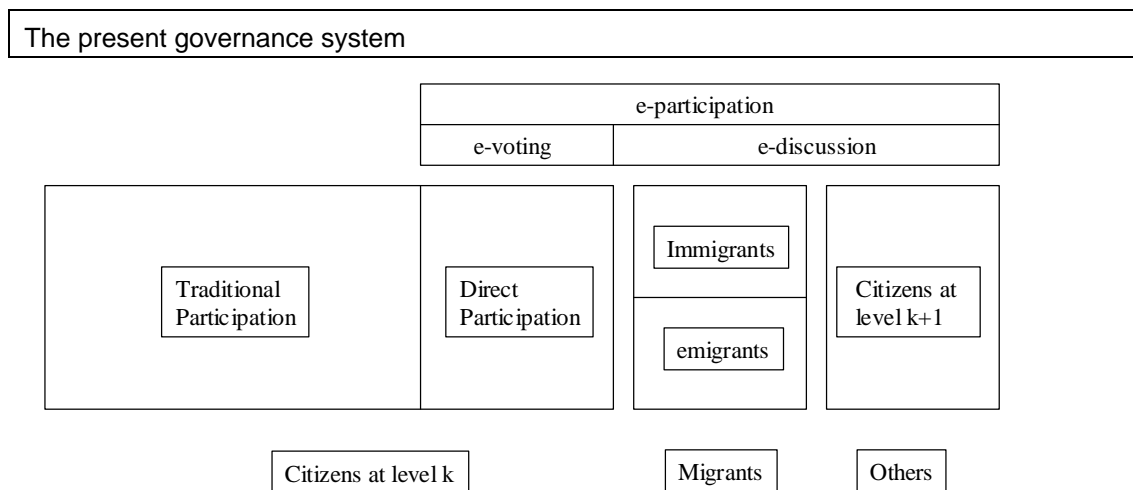 The present governance system
e-participation
e-voting
e-discussion
Traditional
Participation
Direct
Participation
Immigrants
emigrants
Citizens at
level k+1
Citizens at level k
Migrants
Others